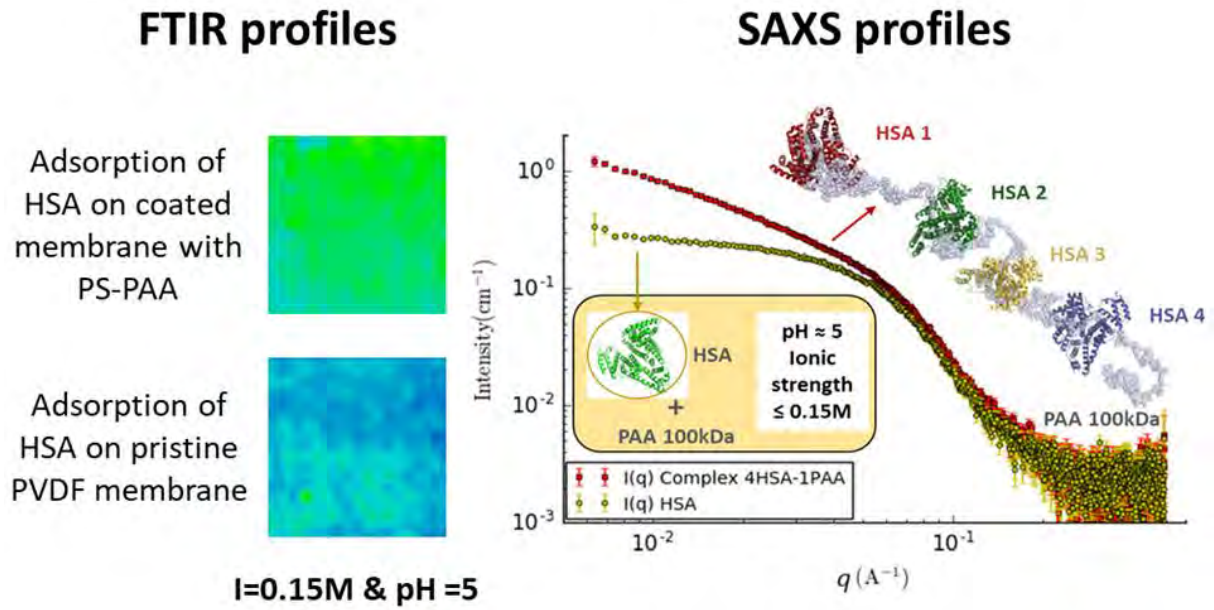 FTIR profiles
SAXS profiles
Adsorption of
HSA on coated
membrane with
PS-PAA
Adsorption of
HSA on pristine
PVDF membrane
I=0.15M & pH =5
Intensity(cm⁻¹)
10⁰
10⁻¹
10⁻²
10⁻³
HSA 1
HSA 2
HSA 3
HSA 4
PAA 100kDa
HSA
+
PAA 100kDa
pH ≈ 5
Ionic
strength
≤ 0.15M
I(q) Complex 4HSA-1PAA
I(q) HSA
10⁻²
10⁻¹
q (A⁻¹)